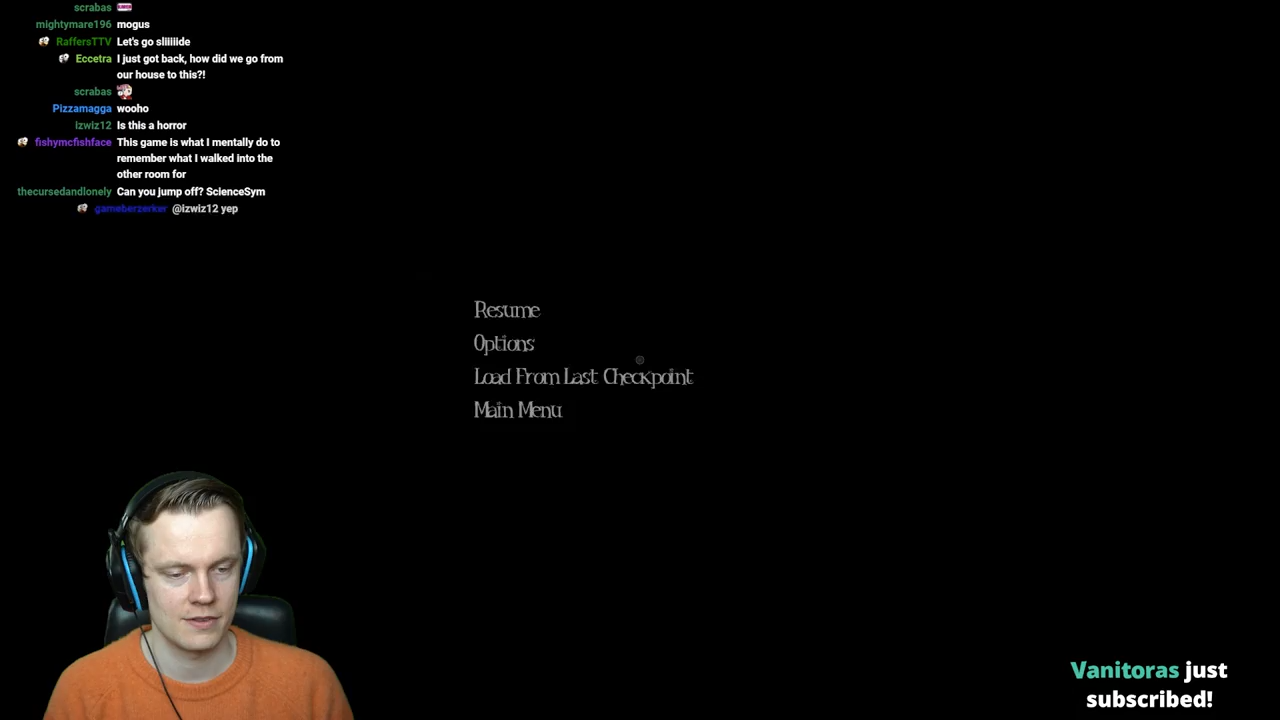 scrabas
mightymare196 mogus
RaffersTTV Let's go sliiiiide
Eccetra I just got back, how did we go from
our house to this?!
scrabas
Pizzamagga wooho
izwiz12 Is this a horror
fishymcfishface This game is what I mentally do to
remember what I walked into the
other room for
thecursedandlonely Can you jump off? ScienceSym
gameberzerker @izwiz12 yep
Resume
Options
Load From Last Checkpoint
Main Menu
Vanitoras just
subscribed!